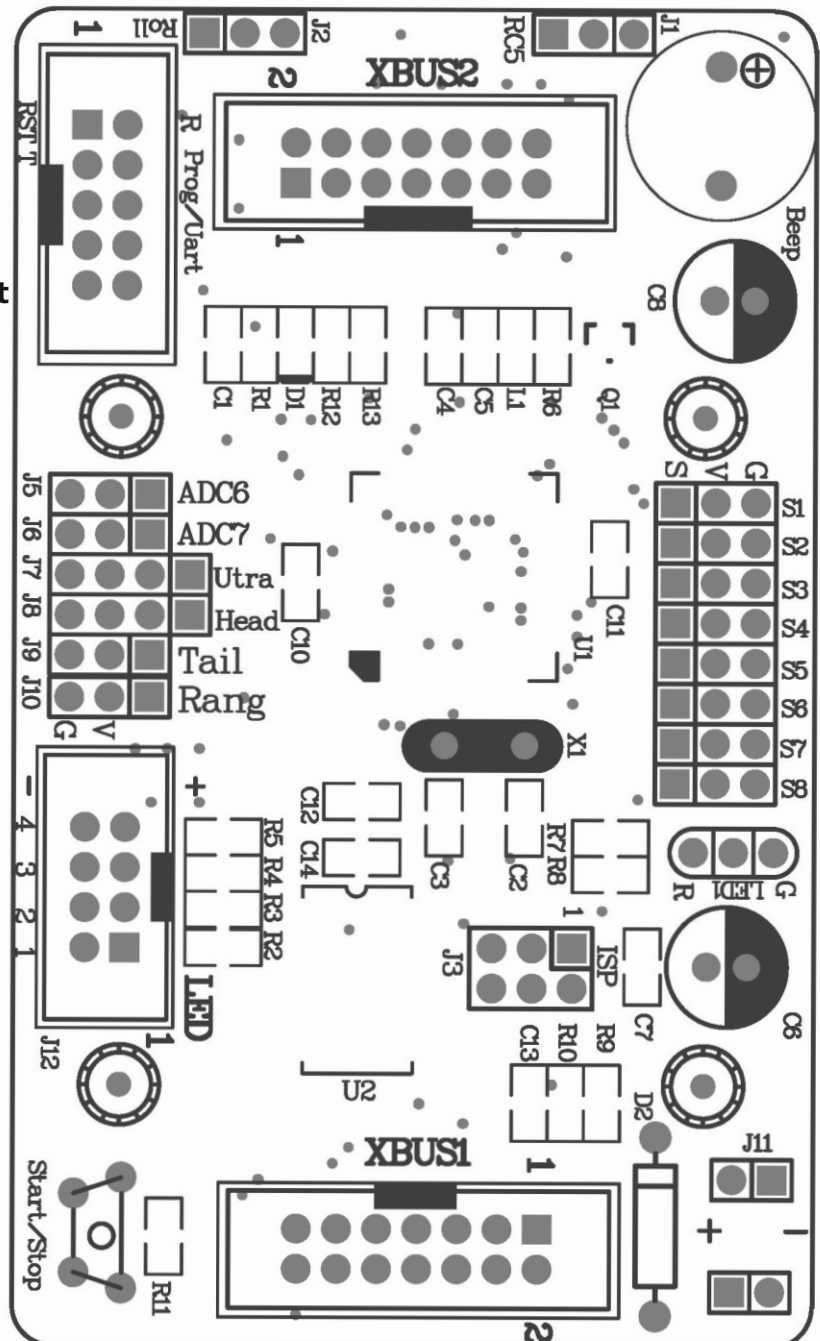 1
Roll
J2
RC5
J1
2
XBUS2
RST T
R Prog/Uart
1
Beep
C8
t
C1
R1
D1
R12
R13
C4
C5
L1
R6
Q1
S V G
J5
ADC6
S1
J6
ADC7
S2
J7
Utra
S3
J8
Head
S4
J9
Tail
S5
J10
Rang
S6
S7
S8
G V
C10
C11
U1
X1
- +
4
3
2
1
R5
R4
R3
R2
C12
C14
C3
C2
R7
R8
R LED1 G
1
J3
ISP
C7
C6
LED
J12
1
U2
C13
R10
R9
D2
XBUS1
1
J11
Start/Stop
R11
+ -
2